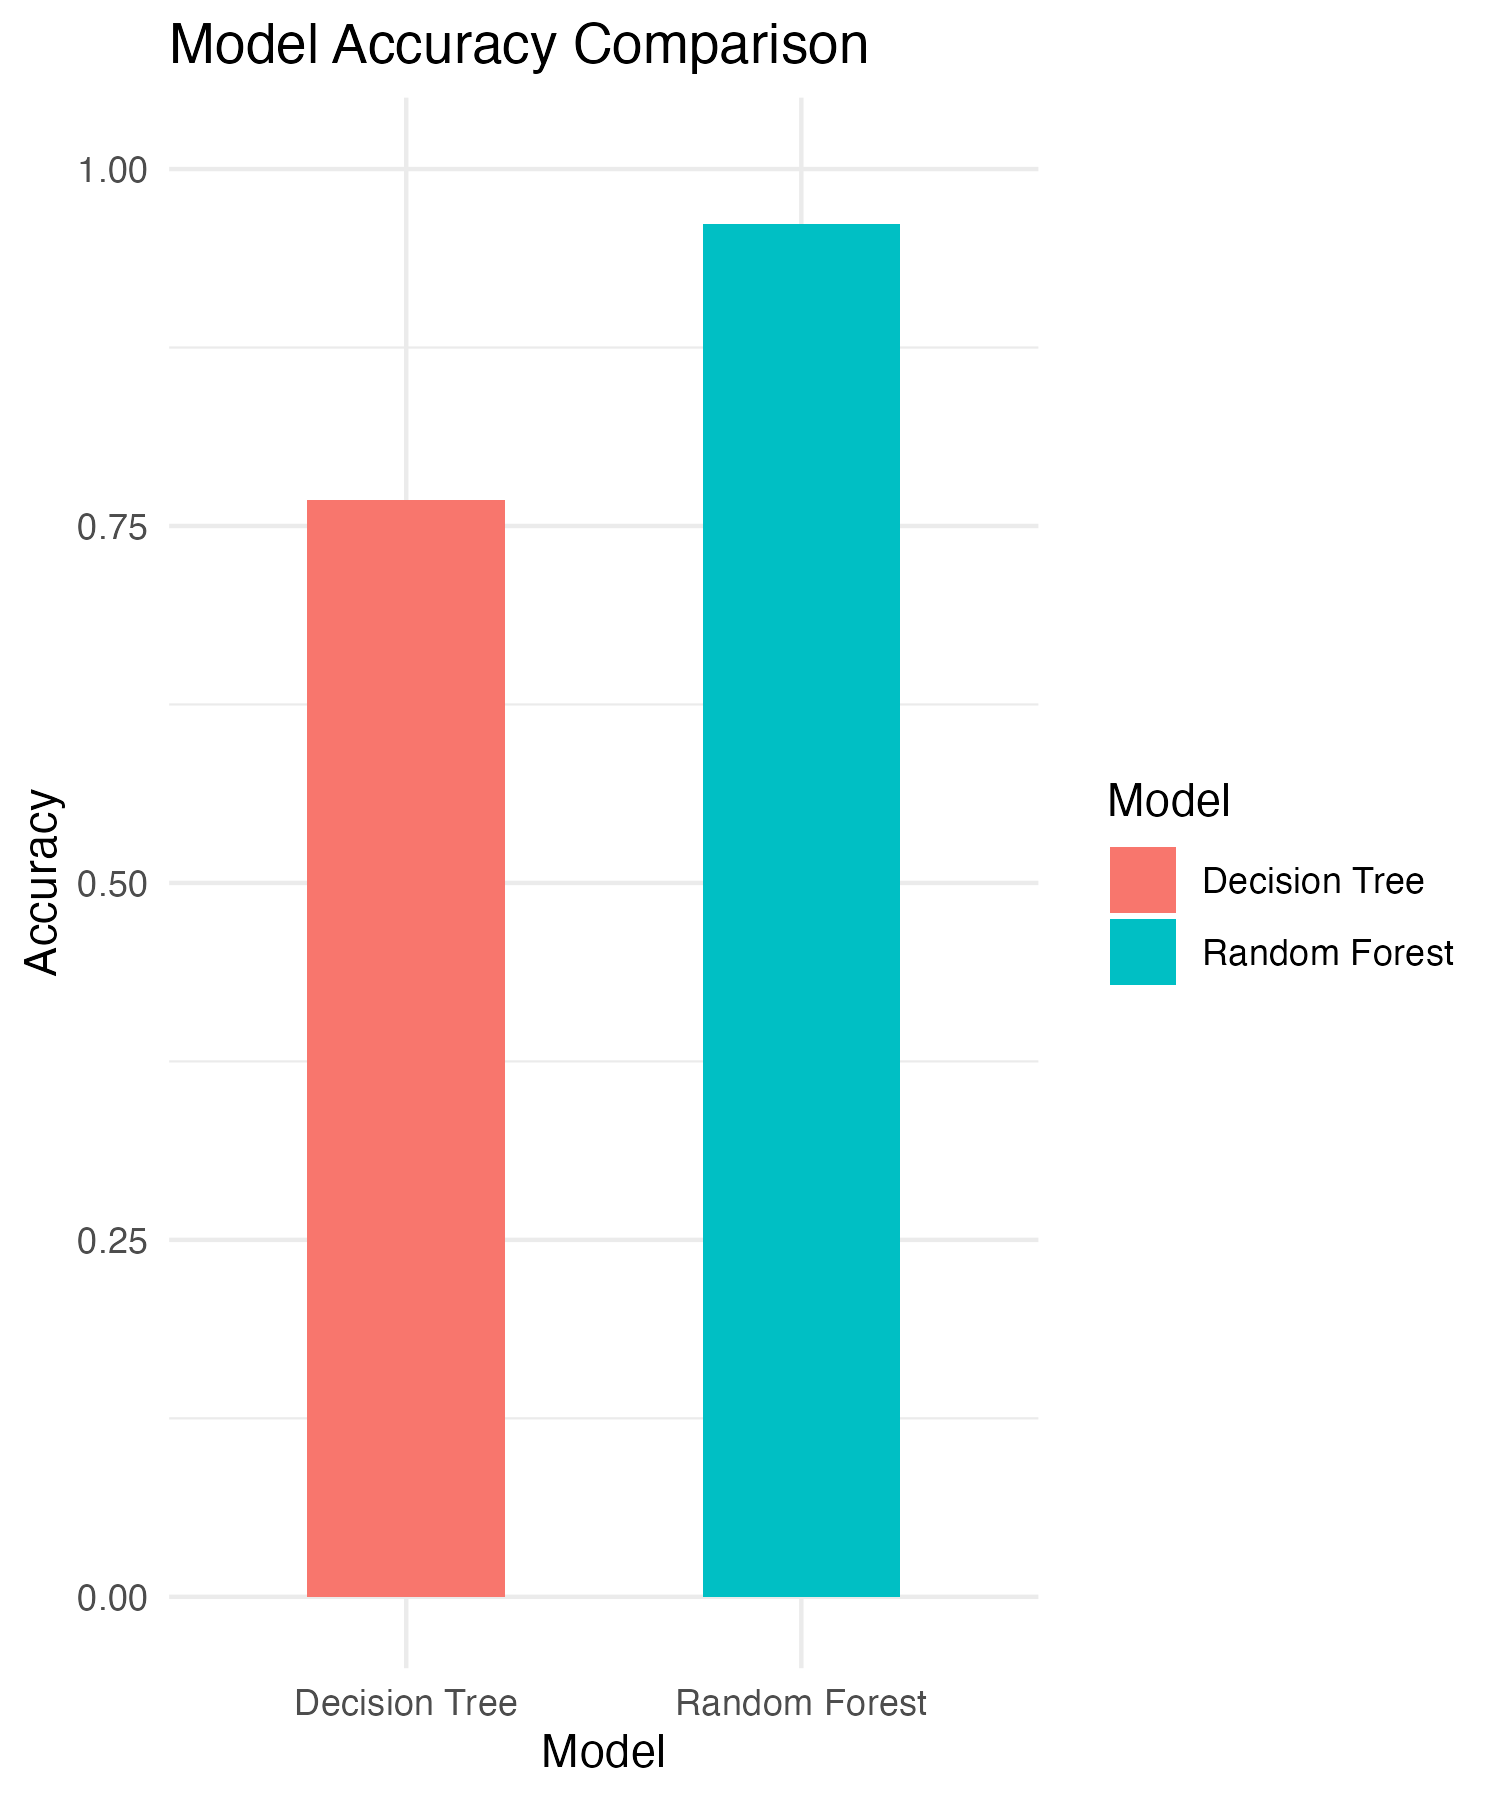 Model Accuracy Comparison
1.00
0.75
0.50
0.25
0.00
Accuracy
Decision Tree
Random Forest
Model
Model
Decision Tree
Random Forest